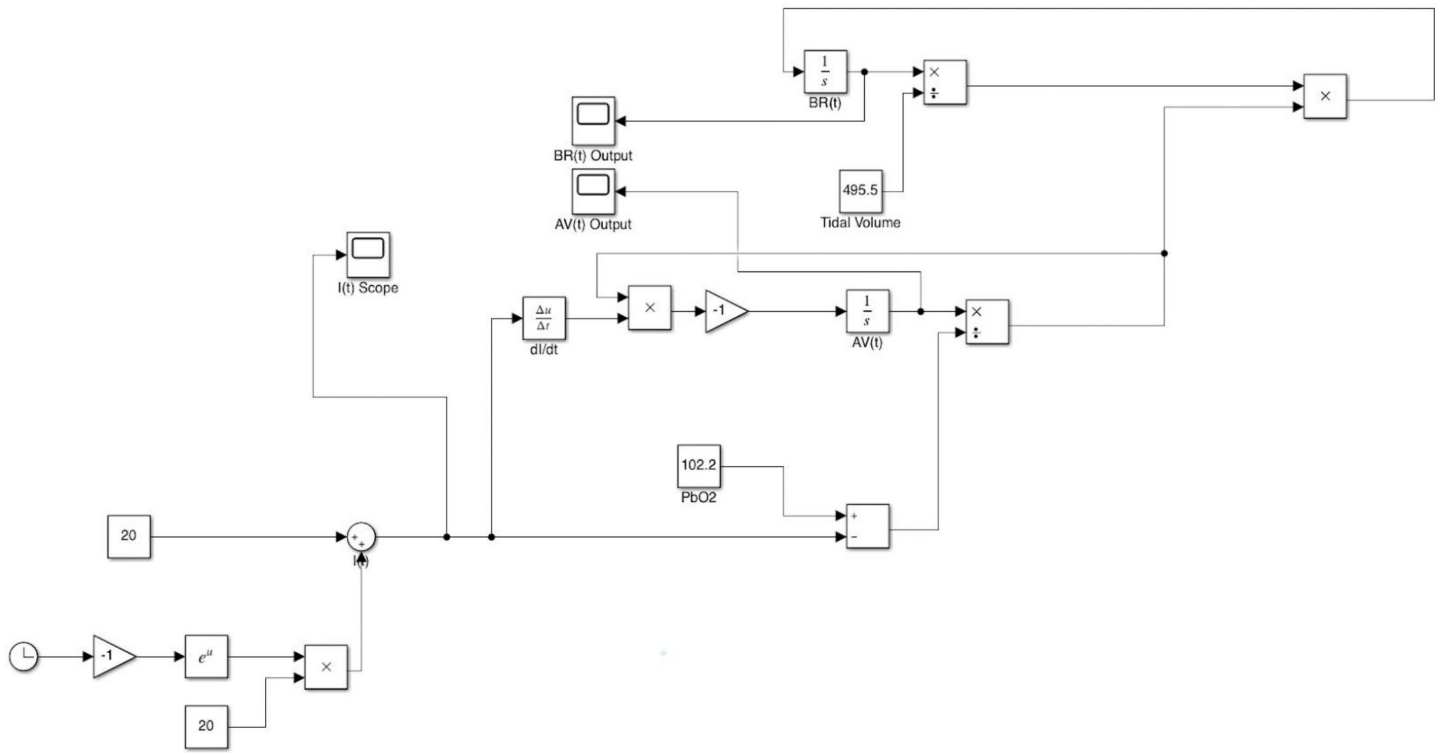 1
s
BR(t)
×
÷
×
BR(t) Output
495.5
Tidal Volume
AV(t) Output
I(t) Scope
Δu
Δt
dI/dt
×
-1
1
s
AV(t)
×
÷
102.2
PbO2
+
−
20
+
+
I(t)
-1
e^u
×
20